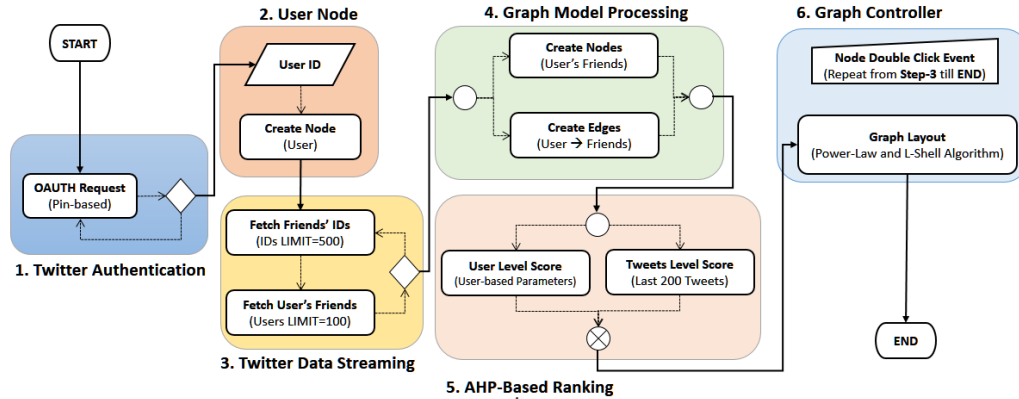 START
OAUTH Request
(Pin-based)
1. Twitter Authentication
2. User Node
User ID
Create Node
(User)
Fetch Friends' IDs
(IDs LIMIT=500)
Fetch User's Friends
(Users LIMIT=100)
3. Twitter Data Streaming
4. Graph Model Processing
Create Nodes
(User's Friends)
Create Edges
(User → Friends)
User Level Score
(User-based Parameters)
Tweets Level Score
(Last 200 Tweets)
5. AHP-Based Ranking
6. Graph Controller
Node Double Click Event
(Repeat from Step-3 till END)
Graph Layout
(Power-Law and L-Shell Algorithm)
END